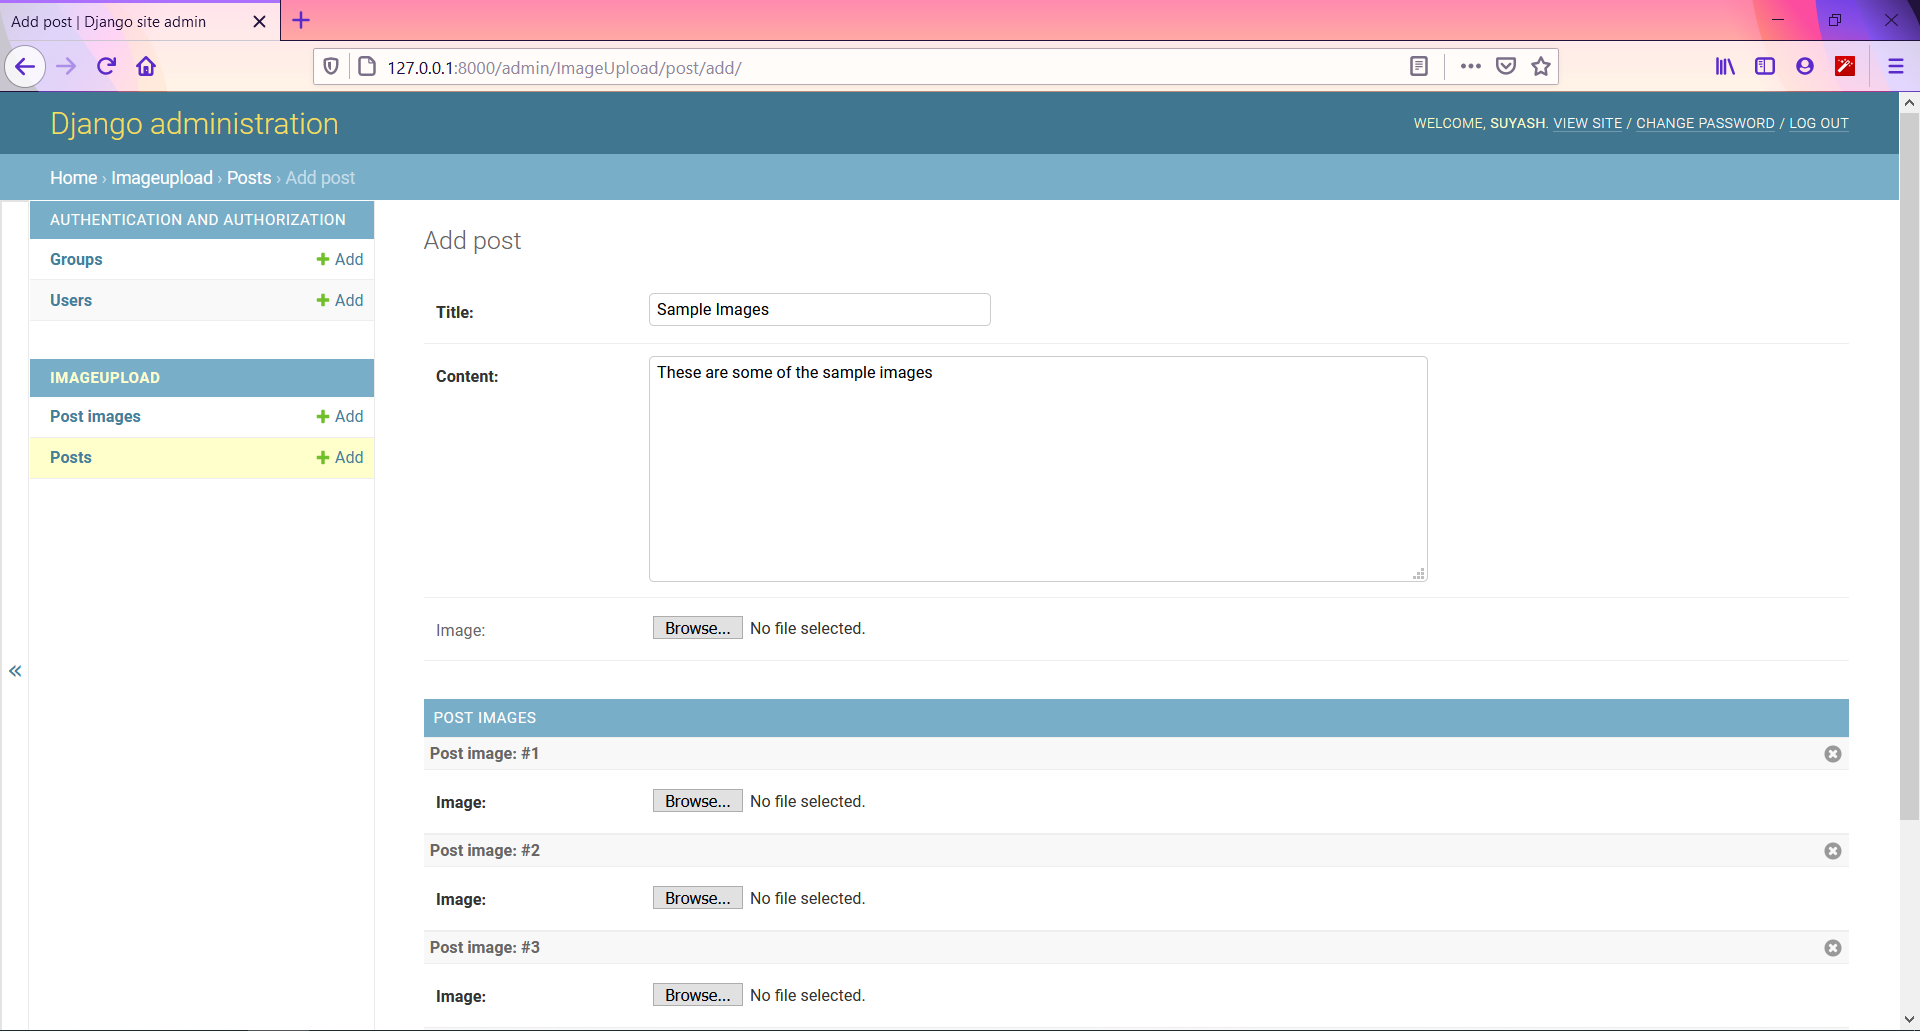 Add post | Django site admin
127.0.0.1:8000/admin/ImageUpload/post/add/
Django administration
WELCOME, SUYASH. VIEW SITE / CHANGE PASSWORD / LOG OUT
Home › Imageupload › Posts › Add post
AUTHENTICATION AND AUTHORIZATION
Groups Add
Users Add
IMAGEUPLOAD
Post images Add
Posts Add
Add post
Title: Sample Images
Content: These are some of the sample images
Image: Browse... No file selected.
POST IMAGES
Post image: #1
Image: Browse... No file selected.
Post image: #2
Image: Browse... No file selected.
Post image: #3
Image: Browse... No file selected.